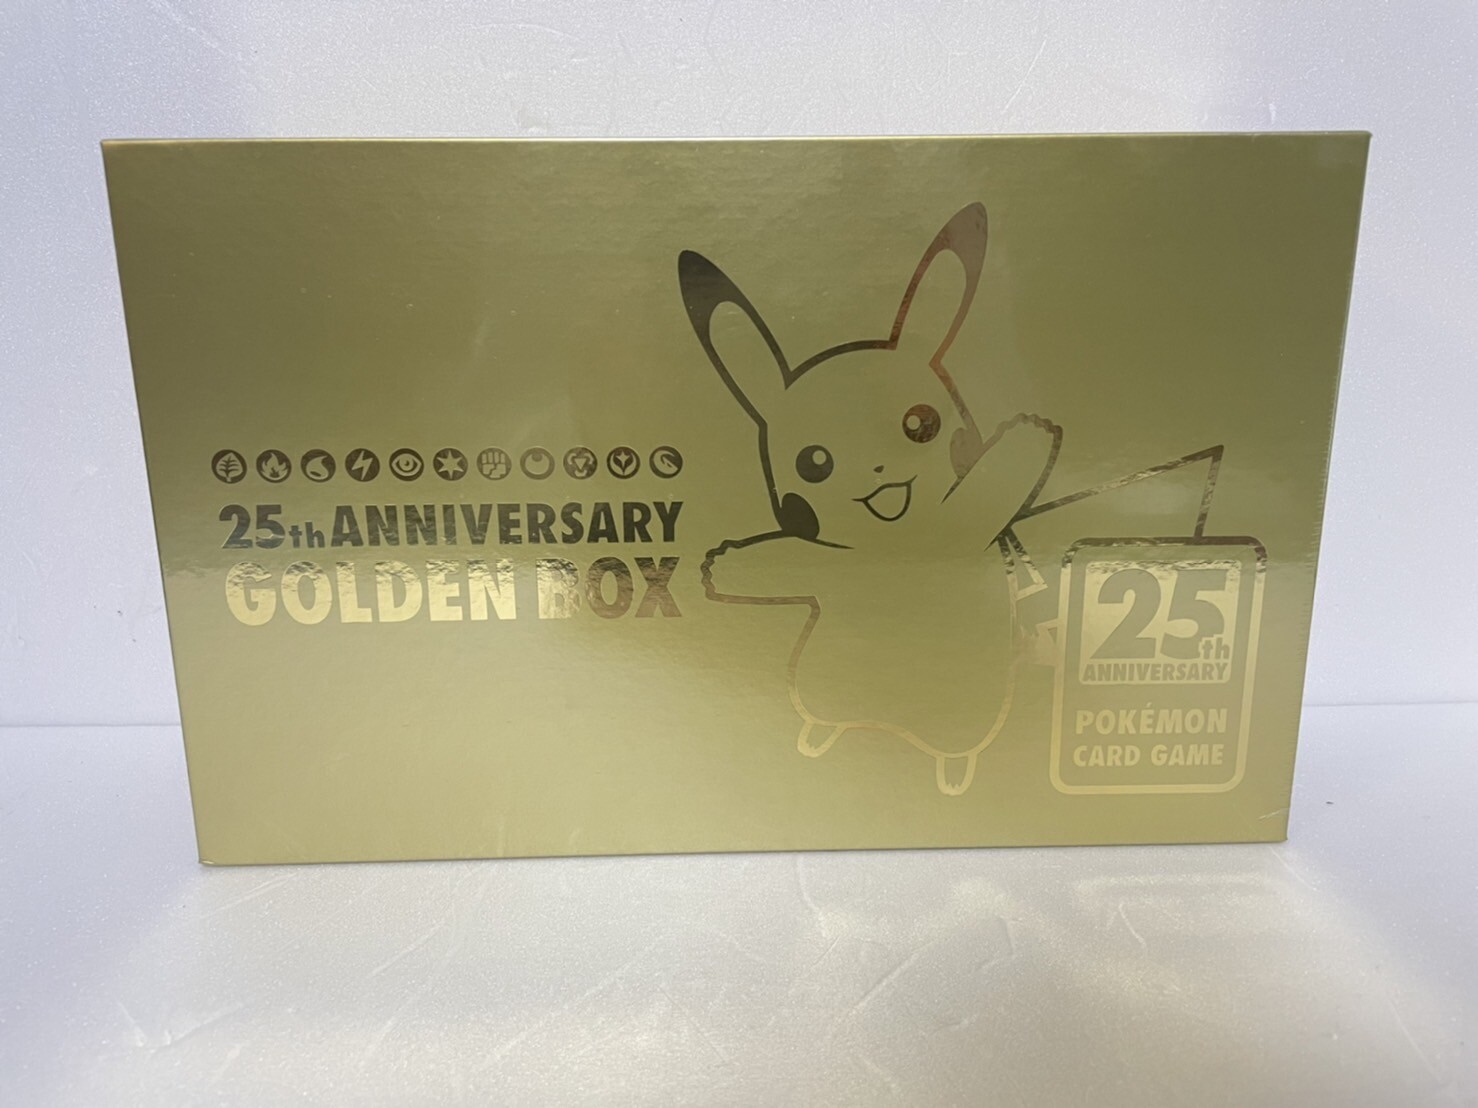 25th ANNIVERSARY
GOLDEN BOX
25th
ANNIVERSARY
POKÉMON
CARD GAME